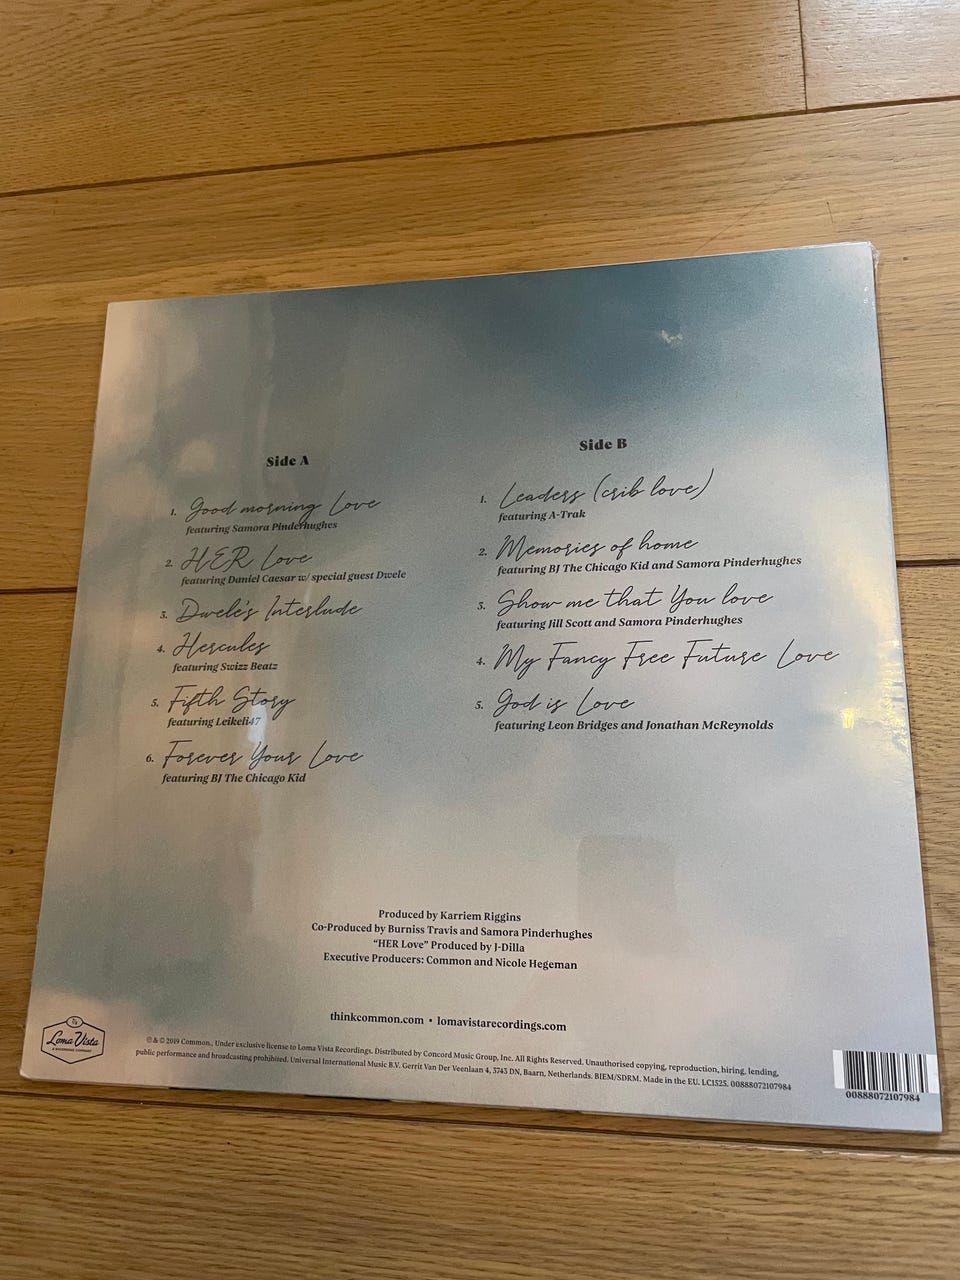 Side A
1. Good morning Love
featuring Samora Pinderhughes
2. HER Love
featuring Daniel Caesar w/ special guest Dwele
3. Dwele's Interlude
4. Hercules
featuring Swizz Beatz
5. Fifth Story
featuring Leikeli47
6. Forever Your Love
featuring BJ The Chicago Kid
Side B
1. Leaders (crib love)
featuring A-Trak
2. Memories of home
featuring BJ The Chicago Kid and Samora Pinderhughes
3. Show me that You love
featuring Jill Scott and Samora Pinderhughes
4. My Fancy Free Future Love
5. God is Love
featuring Leon Bridges and Jonathan McReynolds
Produced by Karriem Riggins
Co-Produced by Burniss Travis and Samora Pinderhughes
“HER Love” Produced by J-Dilla
Executive Producers: Common and Nicole Hegeman
thinkcommon.com • lomavistarecordings.com
Loma Vista
℗ & © 2019 Common., Under exclusive license to Loma Vista Recordings. Distributed by Concord Music Group, Inc. All Rights Reserved. Unauthorised copying, reproduction, hiring, lending,
public performance and broadcasting prohibited. Universal International Music B.V. Gerrit Van Der Veenlaan 4, 3743 DN, Baarn, Netherlands. BIEM/SDRM. Made in the EU. LC1525. 00888072107984
00888072107984